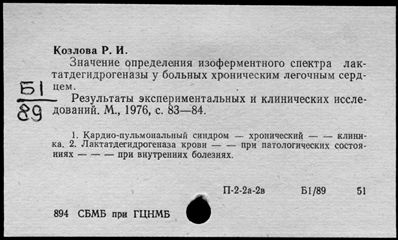 Козлова Р. И.
Значение определения изоферментного спектра лак-
татдегидрогеназы у больных хроническим легочным серд-
цем.
Б1
89
Результаты экспериментальных и клинических иссле-
дований. М., 1976, с. 83—84.
1. Кардио-пульмональный синдром — хронический — — клини-
ка. 2. Лактатдегидрогеназа крови — — при патологических состоя-
ниях — — — при внутренних болезнях.
П-2-2а-2в Б1/89 51
894 СБМБ при ГЦНМБ